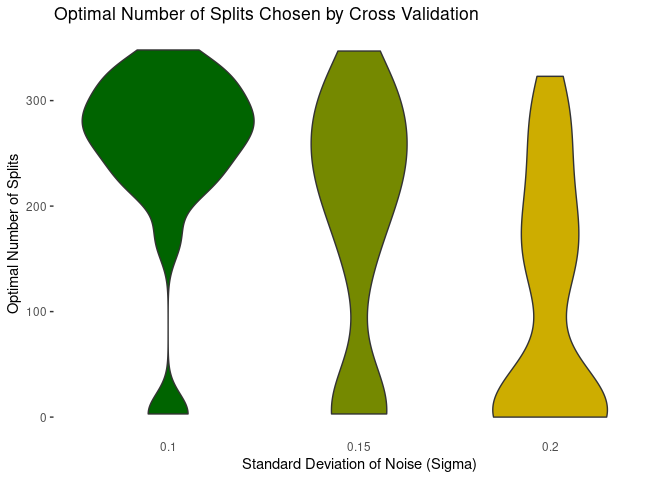 Optimal Number of Splits Chosen by Cross Validation
Optimal Number of Splits
300
200
100
0
0.1
0.15
0.2
Standard Deviation of Noise (Sigma)